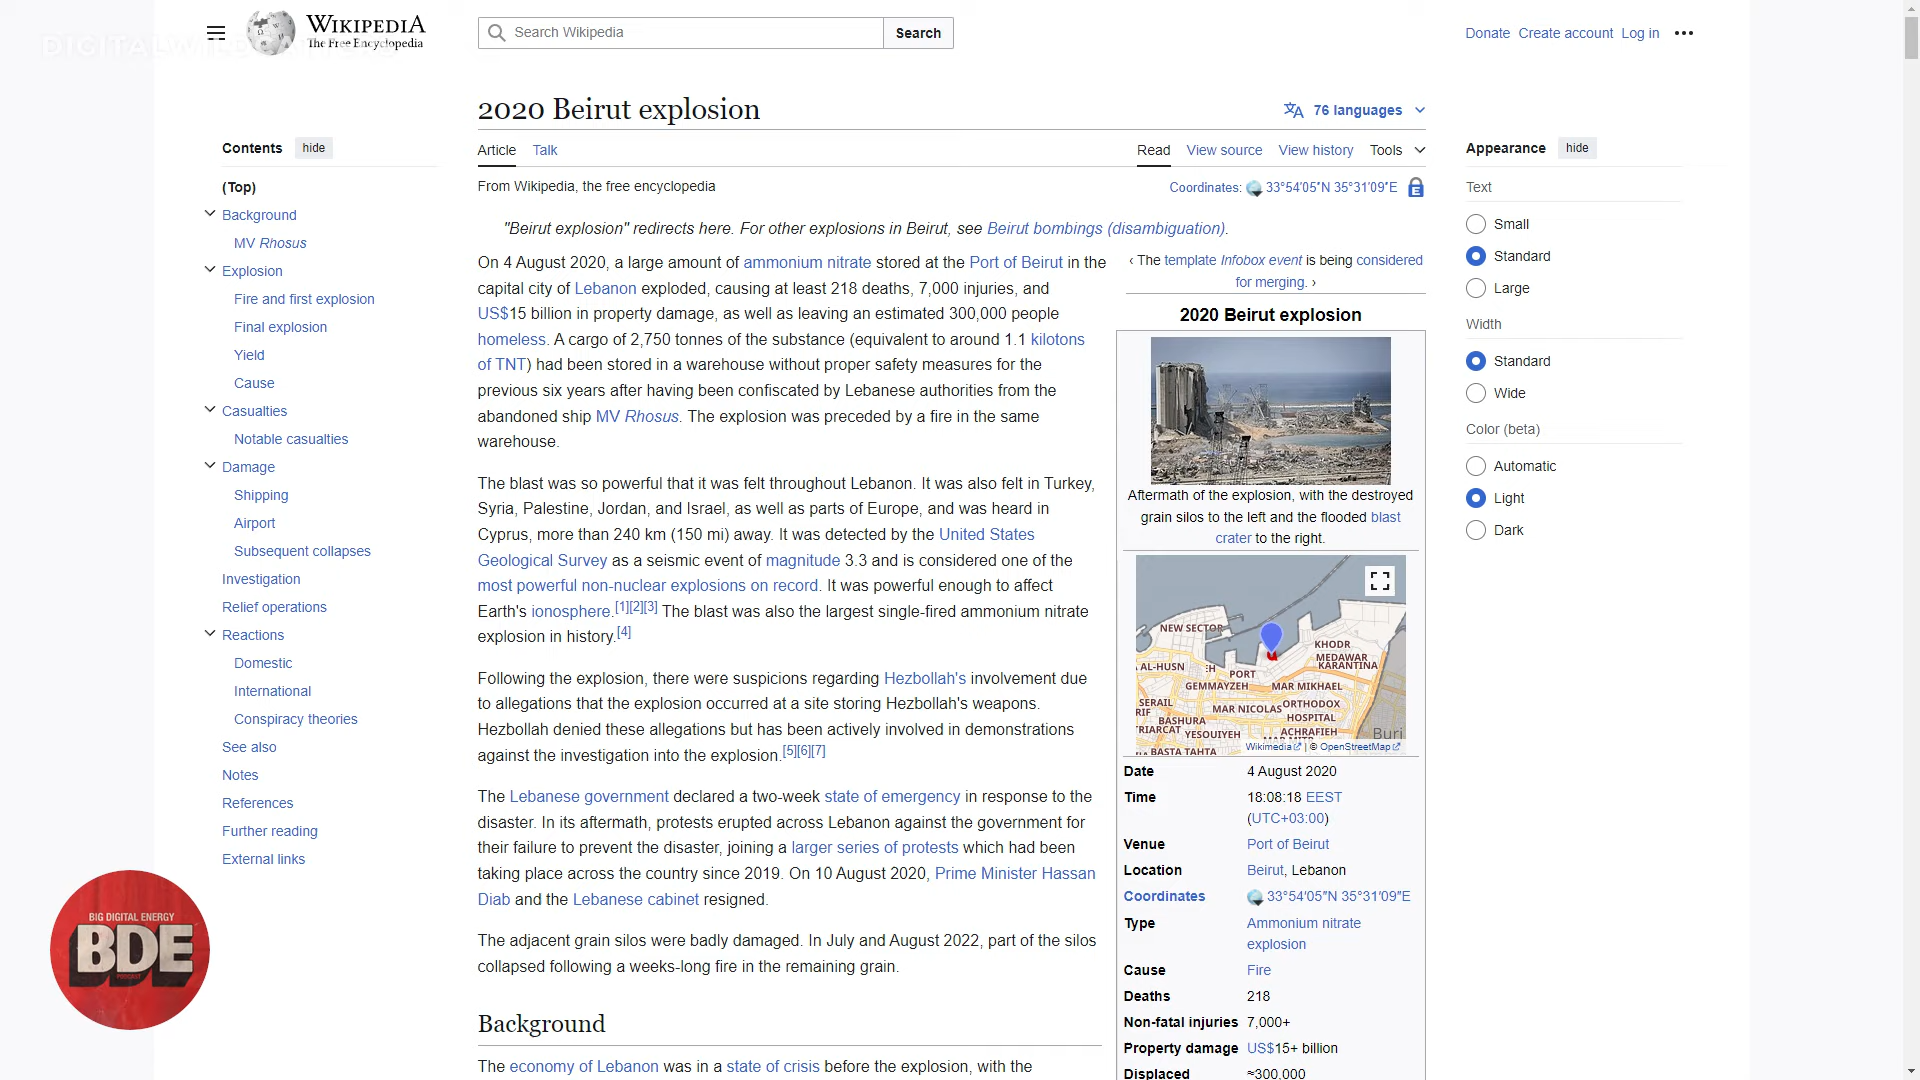 WIKIPEDIA
The Free Encyclopedia
Search Wikipedia
Search
Donate Create account Log in
2020 Beirut explosion
76 languages
Contents hide
(Top)
Background
MV Rhosus
Explosion
Fire and first explosion
Final explosion
Yield
Cause
Casualties
Notable casualties
Damage
Shipping
Airport
Subsequent collapses
Investigation
Relief operations
Reactions
Domestic
International
Conspiracy theories
See also
Notes
References
Further reading
External links
BIG DIGITAL ENERGY
BDE
PODCAST
Article Talk
Read View source View history Tools
From Wikipedia, the free encyclopedia
Coordinates: 33°54′05″N 35°31′09″E
"Beirut explosion" redirects here. For other explosions in Beirut, see Beirut bombings (disambiguation).
On 4 August 2020, a large amount of ammonium nitrate stored at the Port of Beirut in the
capital city of Lebanon exploded, causing at least 218 deaths, 7,000 injuries, and
US$15 billion in property damage, as well as leaving an estimated 300,000 people
homeless. A cargo of 2,750 tonnes of the substance (equivalent to around 1.1 kilotons
of TNT) had been stored in a warehouse without proper safety measures for the
previous six years after having been confiscated by Lebanese authorities from the
abandoned ship MV Rhosus. The explosion was preceded by a fire in the same
warehouse.
The blast was so powerful that it was felt throughout Lebanon. It was also felt in Turkey,
Syria, Palestine, Jordan, and Israel, as well as parts of Europe, and was heard in
Cyprus, more than 240 km (150 mi) away. It was detected by the United States
Geological Survey as a seismic event of magnitude 3.3 and is considered one of the
most powerful non-nuclear explosions on record. It was powerful enough to affect
Earth's ionosphere.[1][2][3] The blast was also the largest single-fired ammonium nitrate
explosion in history.[4]
Following the explosion, there were suspicions regarding Hezbollah's involvement due
to allegations that the explosion occurred at a site storing Hezbollah's weapons.
Hezbollah denied these allegations but has been actively involved in demonstrations
against the investigation into the explosion.[5][6][7]
The Lebanese government declared a two-week state of emergency in response to the
disaster. In its aftermath, protests erupted across Lebanon against the government for
their failure to prevent the disaster, joining a larger series of protests which had been
taking place across the country since 2019. On 10 August 2020, Prime Minister Hassan
Diab and the Lebanese cabinet resigned.
The adjacent grain silos were badly damaged. In July and August 2022, part of the silos
collapsed following a weeks-long fire in the remaining grain.
Background
The economy of Lebanon was in a state of crisis before the explosion, with the
‹ The template Infobox event is being considered
for merging. ›
2020 Beirut explosion
Aftermath of the explosion, with the destroyed
grain silos to the left and the flooded blast
crater to the right.
NEW SECTOR
KHODR
MEDAWAR
KARANTINA
AL-HUSN
EH
PORT
GEMMAYZEH
MAR MIKHAEL
SERAIL
RIF
MAR NICOLAS
ORTHODOX
HOSPITAL
BASHURA
TRIARCAT
YESOUIYEH
ACHRAFIEH
Buri
BASTA TAHTA
Wikimedia | © OpenStreetMap
Date 4 August 2020
Time 18:08:18 EEST
(UTC+03:00)
Venue Port of Beirut
Location Beirut, Lebanon
Coordinates 33°54′05″N 35°31′09″E
Type Ammonium nitrate
explosion
Cause Fire
Deaths 218
Non-fatal injuries 7,000+
Property damage US$15+ billion
Displaced ≈300,000
Appearance hide
Text
Small
Standard
Large
Width
Standard
Wide
Color (beta)
Automatic
Light
Dark